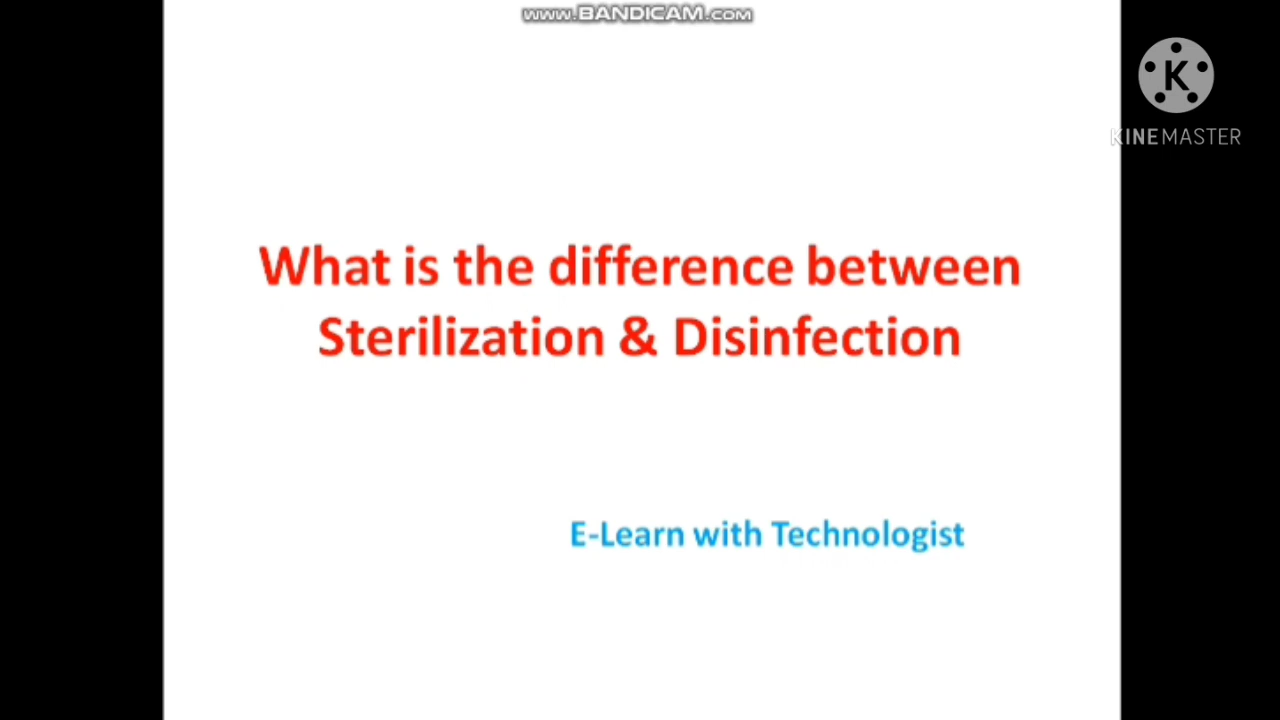 www.BANDICAM.com
K
KINEMASTER
What is the difference between
Sterilization & Disinfection
E-Learn with Technologist